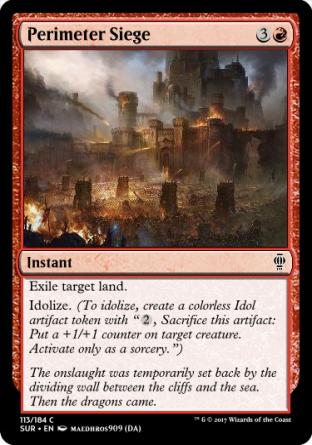 Perimeter Siege 3
Instant
Exile target land.
Idolize. (To idolize, create a colorless Idol
artifact token with “2, Sacrifice this artifact:
Put a +1/+1 counter on target creature.
Activate only as a sorcery.”)
The onslaught was temporarily set back by the
dividing wall between the cliffs and the sea.
Then the dragons came.
113/184 C
SUR • EN MAEDHROS909 (DA)
™ & © 2017 Wizards of the Coast